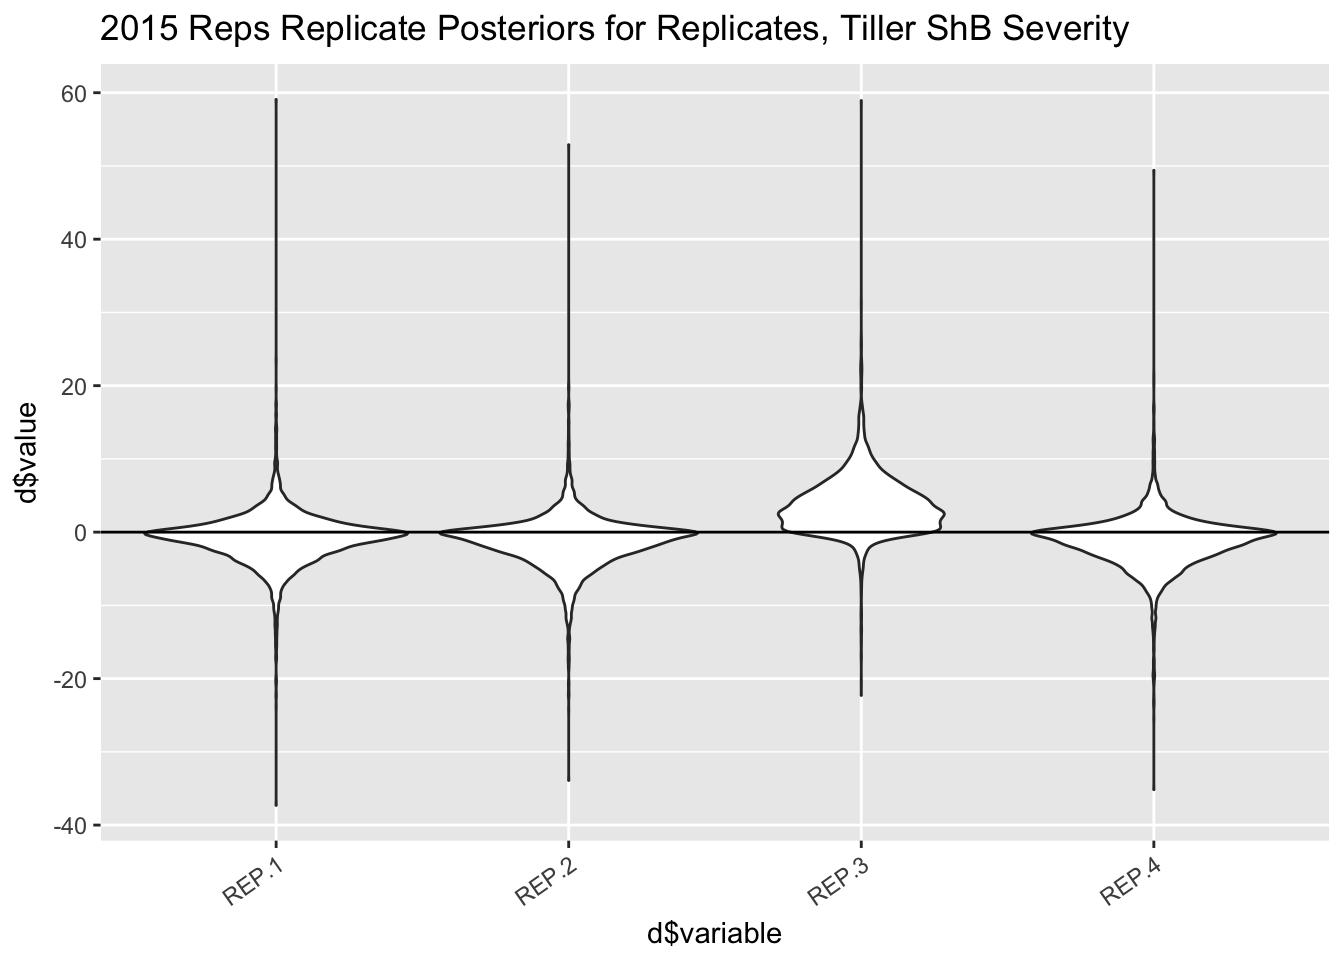 2015 Reps Replicate Posteriors for Replicates, Tiller ShB Severity
60
40
20
0
-20
-40
d$value
REP.1
REP.2
REP.3
REP.4
d$variable